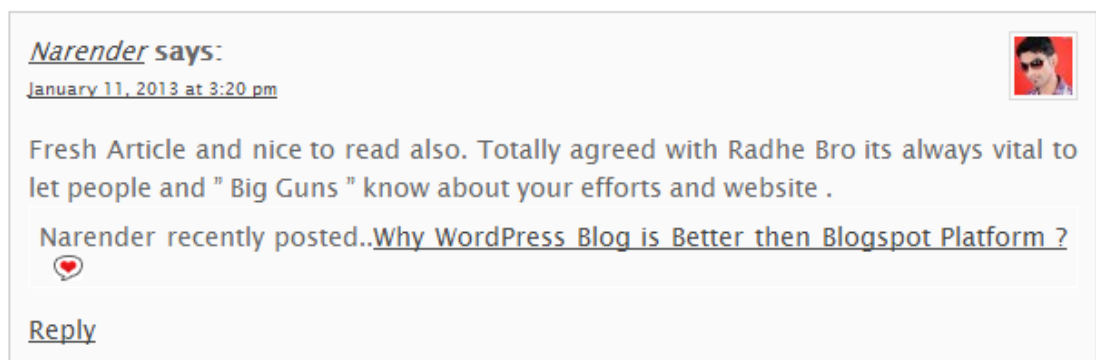 Narender says:
January 11, 2013 at 3:20 pm
Fresh Article and nice to read also. Totally agreed with Radhe Bro its always vital to
let people and ” Big Guns ” know about your efforts and website .
Narender recently posted..Why WordPress Blog is Better then Blogspot Platform ?
Reply